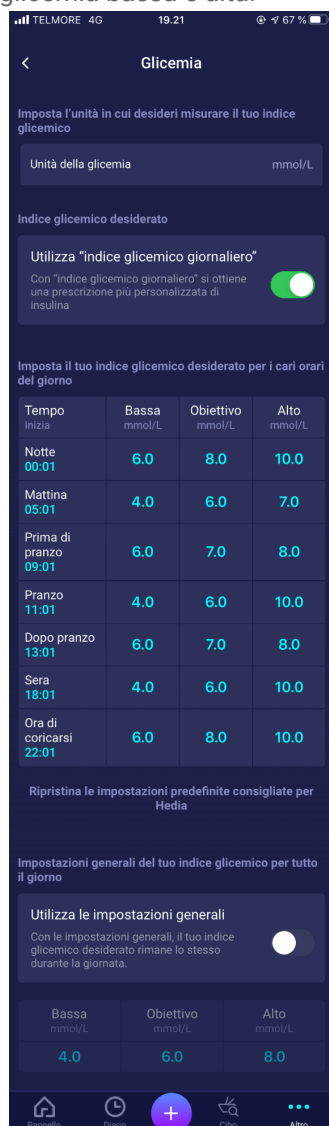 glicemia bassa e alta.
TELMORE 4G 19.21 67 %
Glicemia
Imposta l'unità in cui desideri misurare il tuo indice
glicemico
Unità della glicemia mmol/L
Indice glicemico desiderato
Utilizza “indice glicemico giornaliero”
Con “indice glicemico giornaliero” si ottiene
una prescrizione più personalizzata di
insulina
Imposta il tuo indice glicemico desiderato per i cari orari
del giorno
Tempo Bassa Obiettivo Alto
Inizia mmol/L mmol/L mmol/L
Notte
00:01 6.0 8.0 10.0
Mattina
05:01 4.0 6.0 7.0
Prima di
pranzo 6.0 7.0 8.0
09:01
Pranzo
11:01 4.0 6.0 10.0
Dopo pranzo
13:01 6.0 7.0 8.0
Sera
18:01 4.0 6.0 10.0
Ora di
coricarsi 6.0 8.0 10.0
22:01
Ripristina le impostazioni predefinite consigliate per
Hedia
Impostazioni generali del tuo indice glicemico per tutto
il giorno
Utilizza le impostazioni generali
Con le impostazioni generali, il tuo indice
glicemico desiderato rimane lo stesso
durante la giornata.
Bassa Obiettivo Alto
mmol/L mmol/L mmol/L
4.0 6.0 8.0
Pannello Diario Cibo Altro